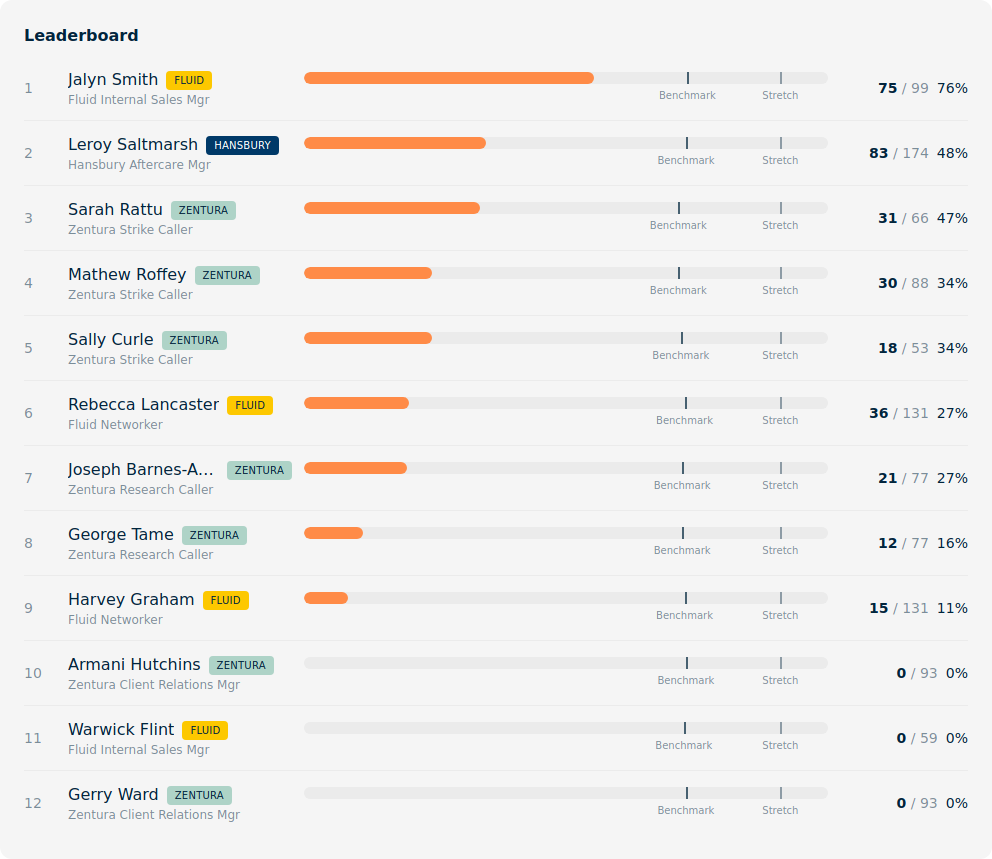 Leaderboard
1 Jalyn Smith FLUID 75 / 99 76%
Fluid Internal Sales Mgr Benchmark Stretch
2 Leroy Saltmarsh HANSBURY 83 / 174 48%
Hansbury Aftercare Mgr Benchmark Stretch
3 Sarah Rattu ZENTURA 31 / 66 47%
Zentura Strike Caller Benchmark Stretch
4 Mathew Roffey ZENTURA 30 / 88 34%
Zentura Strike Caller Benchmark Stretch
5 Sally Curle ZENTURA 18 / 53 34%
Zentura Strike Caller Benchmark Stretch
6 Rebecca Lancaster FLUID 36 / 131 27%
Fluid Networker Benchmark Stretch
7 Joseph Barnes-A... ZENTURA 21 / 77 27%
Zentura Research Caller Benchmark Stretch
8 George Tame ZENTURA 12 / 77 16%
Zentura Research Caller Benchmark Stretch
9 Harvey Graham FLUID 15 / 131 11%
Fluid Networker Benchmark Stretch
10 Armani Hutchins ZENTURA 0 / 93 0%
Zentura Client Relations Mgr Benchmark Stretch
11 Warwick Flint FLUID 0 / 59 0%
Fluid Internal Sales Mgr Benchmark Stretch
12 Gerry Ward ZENTURA 0 / 93 0%
Zentura Client Relations Mgr Benchmark Stretch